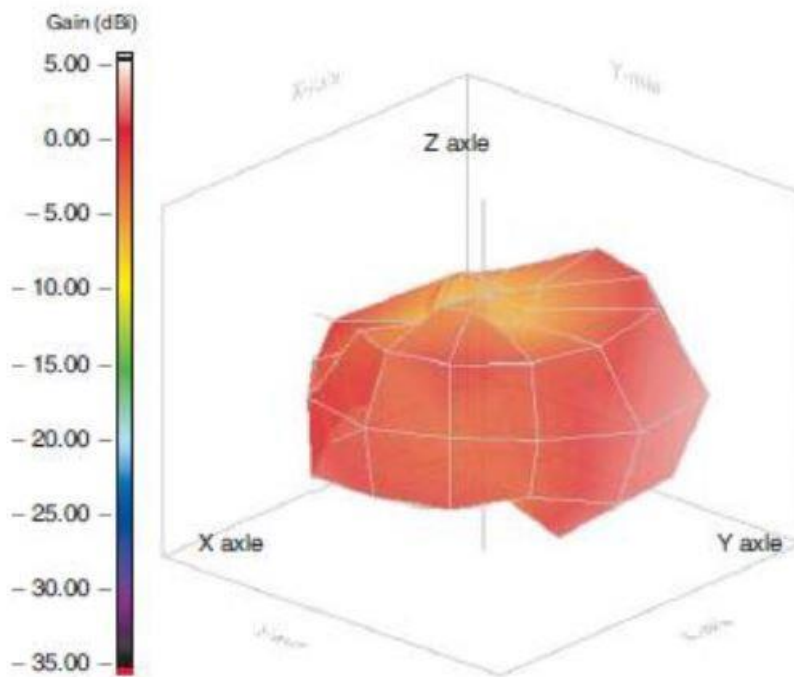 Gain (dBi)
5.00
0.00
– 5.00
– 10.00
– 15.00
– 20.00
– 25.00
– 30.00
– 35.00
Z axle
X axle
Y axle